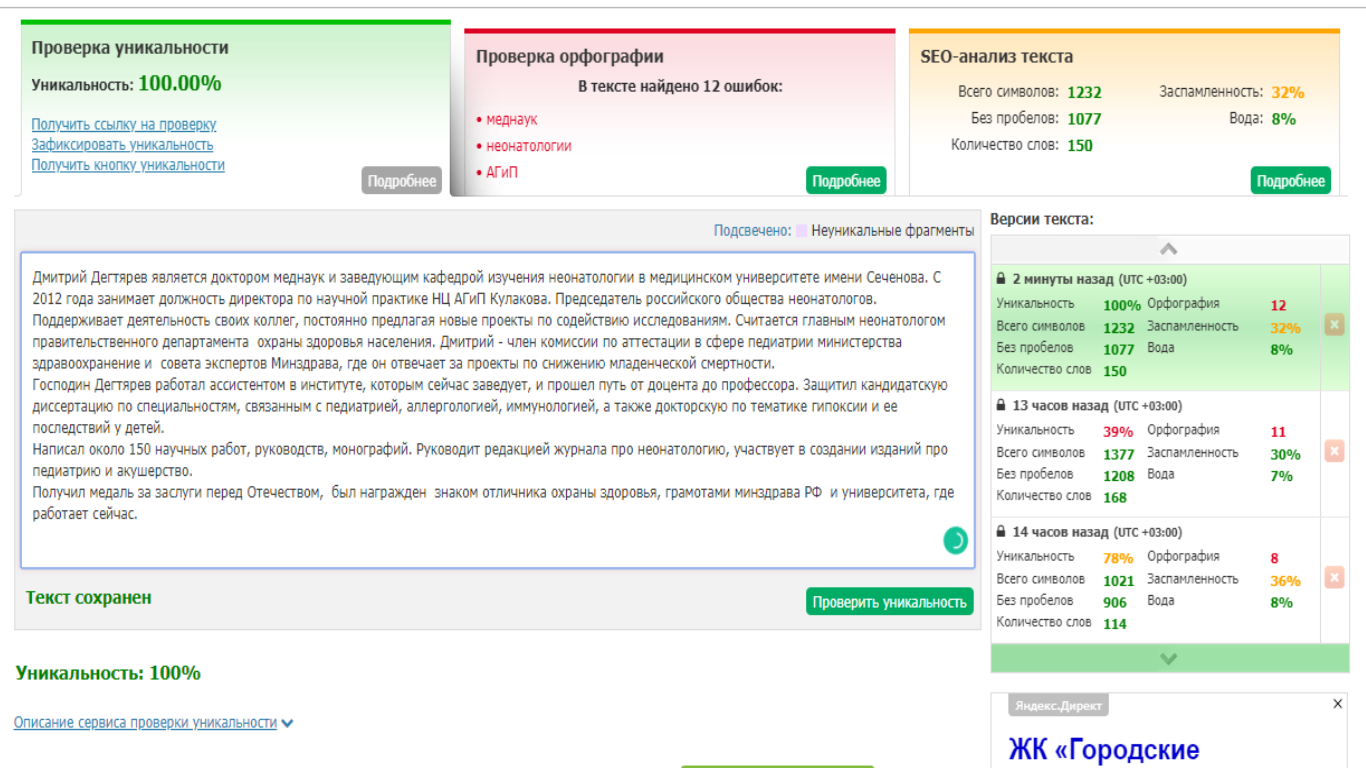 Проверка уникальности
Уникальность: 100.00%
Получить ссылку на проверку
Зафиксировать уникальность
Получить кнопку уникальности
Подробнее
Проверка орфографии
В тексте найдено 12 ошибок:
• меднаук
• неонатологии
• АГиП
Подробнее
SEO-анализ текста
Всего символов: 1232 Заспамленность: 32%
Без пробелов: 1077 Вода: 8%
Количество слов: 150
Подробнее
Подсвечено: Неуникальные фрагменты
Дмитрий Дегтярев является доктором меднаук и заведующим кафедрой изучения неонатологии в медицинском университете имени Сеченова. С
2012 года занимает должность директора по научной практике НЦ АГиП Кулакова. Председатель российского общества неонатологов.
Поддерживает деятельность своих коллег, постоянно предлагая новые проекты по содействию исследованиям. Считается главным неонатологом
правительственного департамента  охраны здоровья населения. Дмитрий - член комиссии по аттестации в сфере педиатрии министерства
здравоохранение и  совета экспертов Минздрава, где он отвечает за проекты по снижению младенческой смертности.
Господин Дегтярев работал ассистентом в институте, которым сейчас заведует, и прошел путь от доцента до профессора. Защитил кандидатскую
диссертацию по специальностям, связанным с педиатрией, аллергологией, иммунологией, а также докторскую по тематике гипоксии и ее
последствий у детей.
Написал около 150 научных работ, руководств, монографий. Руководит редакцией журнала про неонатологию, участвует в создании изданий про
педиатрию и акушерство.
Получил медаль за заслуги перед Отечеством,  был награжден  знаком отличника охраны здоровья, грамотами минздрава РФ  и университета, где
работает сейчас.
Текст сохранен
Проверить уникальность
Уникальность: 100%
Описание сервиса проверки уникальности
Версии текста:
2 минуты назад (UTC +03:00)
Уникальность 100% Орфография 12
Всего символов 1232 Заспамленность 32%
Без пробелов 1077 Вода 8%
Количество слов 150
13 часов назад (UTC +03:00)
Уникальность 39% Орфография 11
Всего символов 1377 Заспамленность 30%
Без пробелов 1208 Вода 7%
Количество слов 168
14 часов назад (UTC +03:00)
Уникальность 78% Орфография 8
Всего символов 1021 Заспамленность 36%
Без пробелов 906 Вода 8%
Количество слов 114
Яндекс.Директ
X
ЖК «Городские